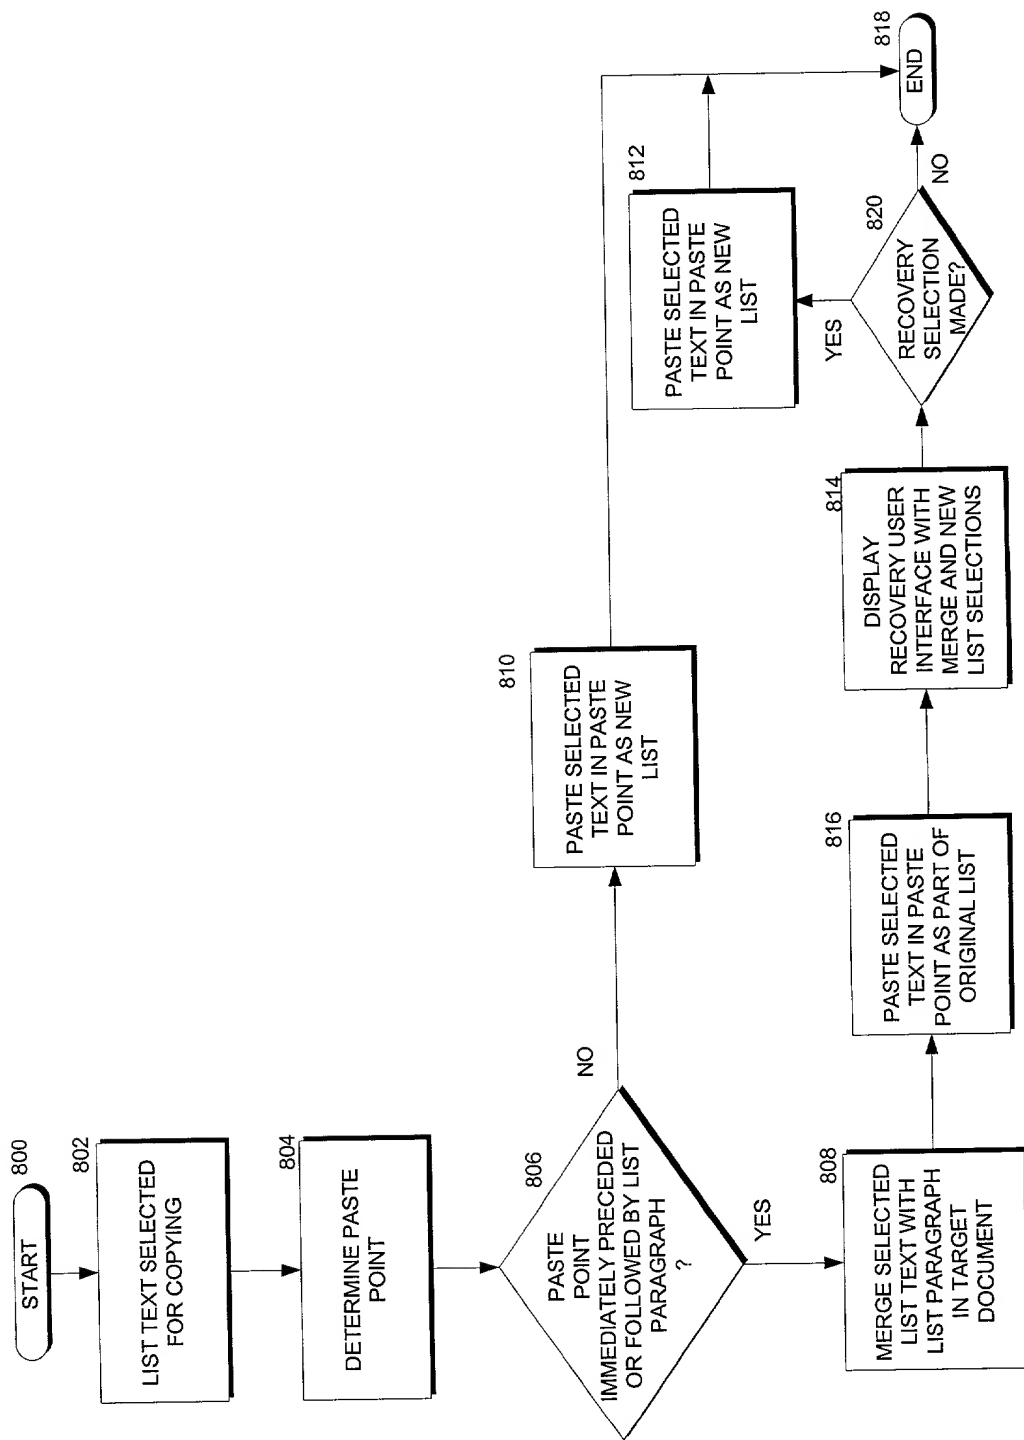 START
800
802
LIST TEXT SELECTED
FOR COPYING
804
DETERMINE PASTE
POINT
806
PASTE
POINT
IMMEDIATELY PRECEDED
OR FOLLOWED BY LIST
PARAGRAPH
?
NO
YES
810
PASTE SELECTED
TEXT IN PASTE
POINT AS NEW
LIST
808
MERGE SELECTED
LIST TEXT WITH
LIST PARAGRAPH
IN TARGET
DOCUMENT
816
PASTE SELECTED
TEXT IN PASTE
POINT AS PART OF
ORIGINAL LIST
814
DISPLAY
RECOVERY USER
INTERFACE WITH
MERGE AND NEW
LIST SELECTIONS
820
RECOVERY
SELECTION
MADE?
YES
NO
812
PASTE SELECTED
TEXT IN PASTE
POINT AS NEW
LIST
818
END